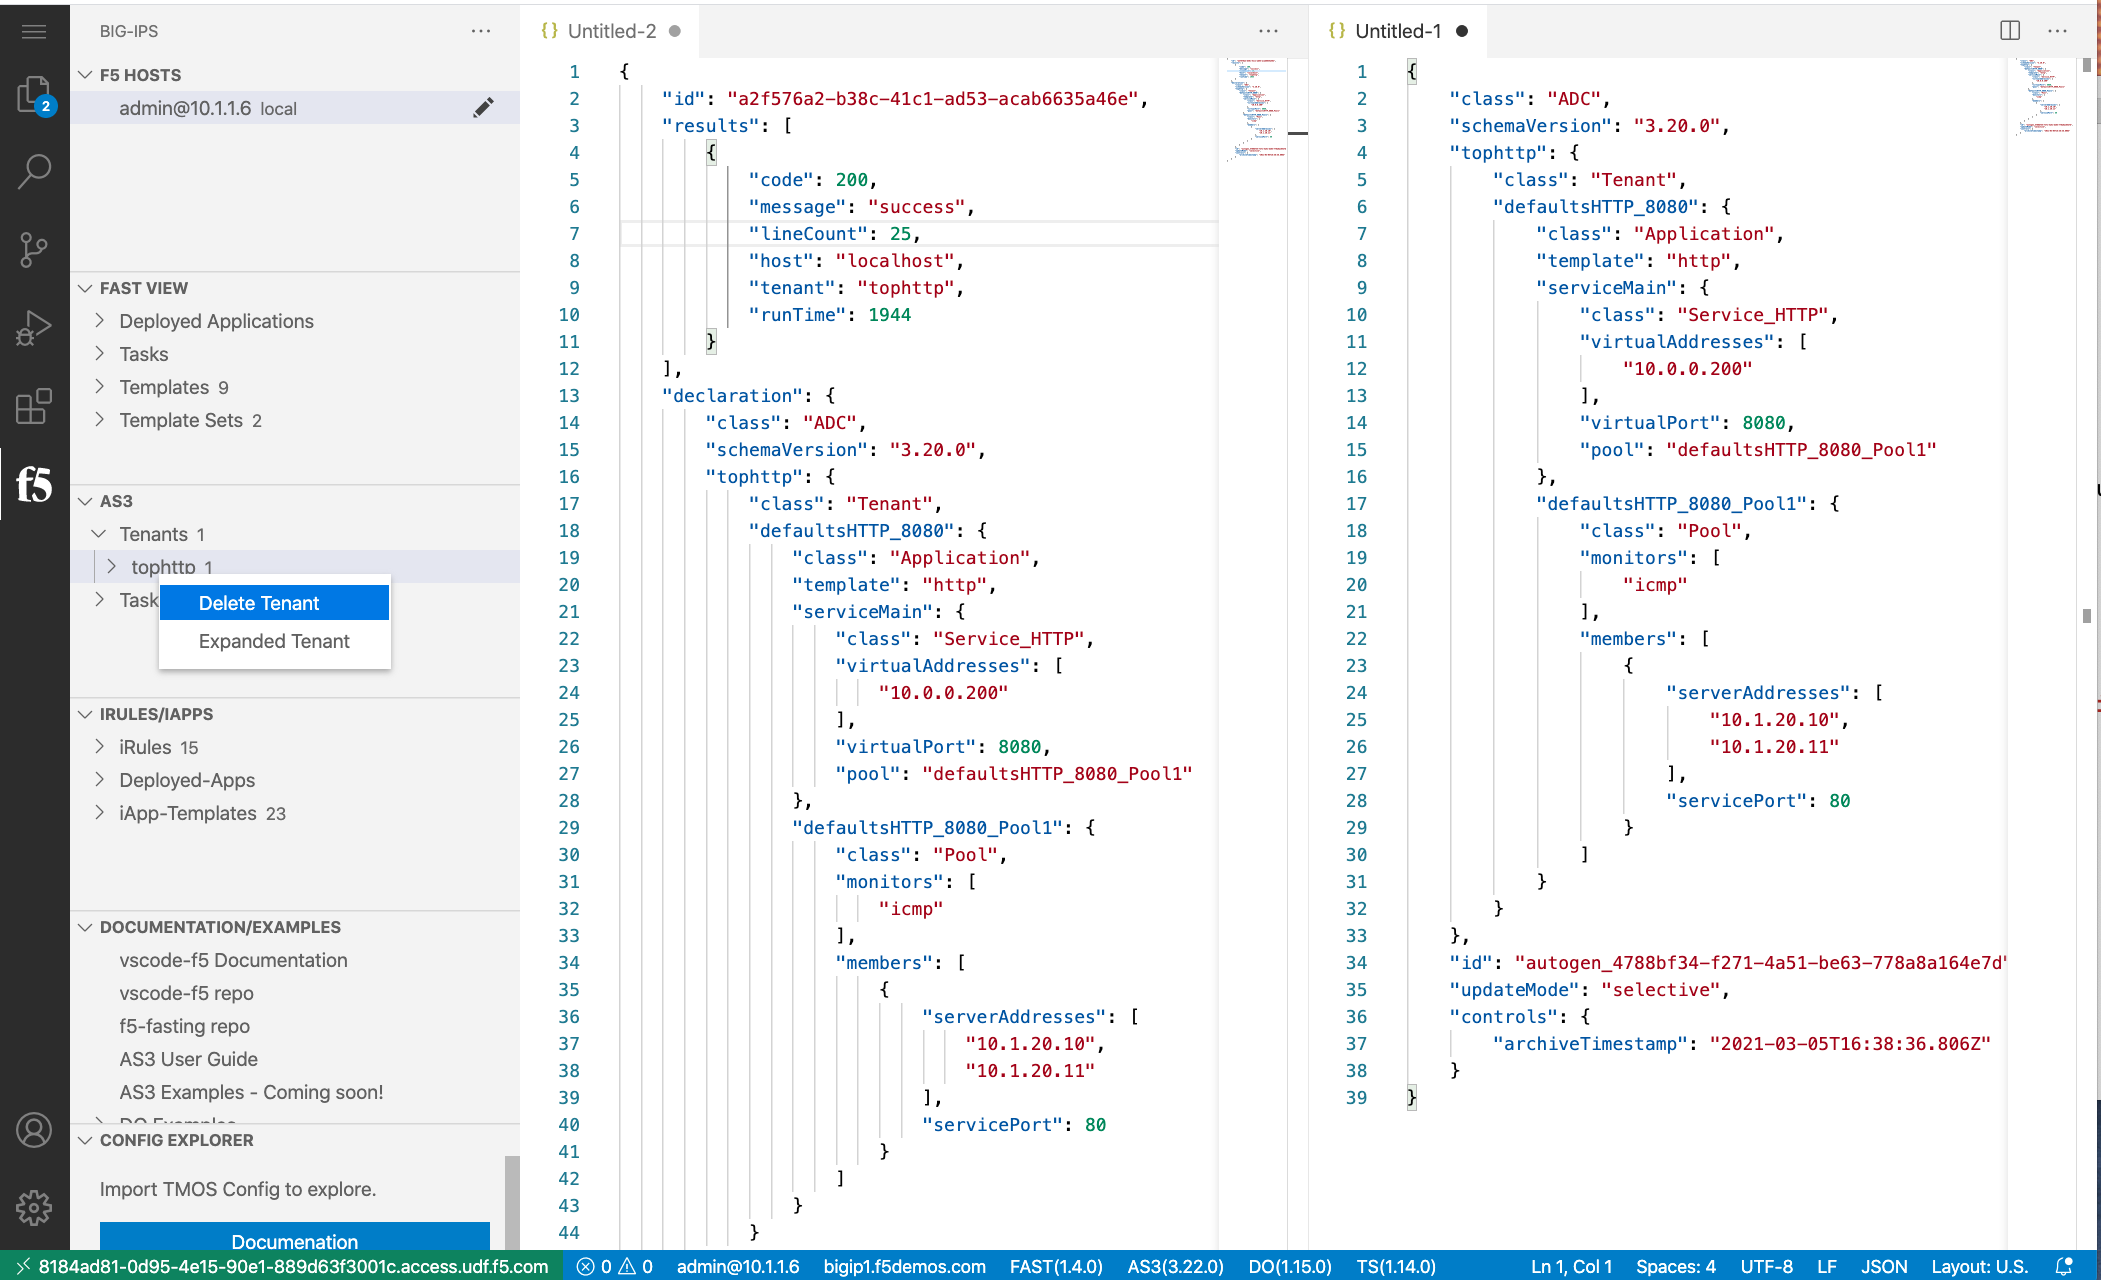 BIG-IPS
F5 HOSTS
admin@10.1.1.6 local
2
FAST VIEW
Deployed Applications
Tasks
Templates 9
Template Sets 2
f5
AS3
Tenants 1
tophttp 1
Task
Delete Tenant
Expanded Tenant
IRULES/IAPPS
iRules 15
Deployed-Apps
iApp-Templates 23
DOCUMENTATION/EXAMPLES
vscode-f5 Documentation
vscode-f5 repo
f5-fasting repo
AS3 User Guide
AS3 Examples - Coming soon!
DO Examples
CONFIG EXPLORER
Import TMOS Config to explore.
Documenation
{} Untitled-2
1 {
2 "id": "a2f576a2-b38c-41c1-ad53-acab6635a46e",
3 "results": [
4 {
5 "code": 200,
6 "message": "success",
7 "lineCount": 25,
8 "host": "localhost",
9 "tenant": "tophttp",
10 "runTime": 1944
11 }
12 ],
13 "declaration": {
14 "class": "ADC",
15 "schemaVersion": "3.20.0",
16 "tophttp": {
17 "class": "Tenant",
18 "defaultsHTTP_8080": {
19 "class": "Application",
20 "template": "http",
21 "serviceMain": {
22 "class": "Service_HTTP",
23 "virtualAddresses": [
24 "10.0.0.200"
25 ],
26 "virtualPort": 8080,
27 "pool": "defaultsHTTP_8080_Pool1"
28 },
29 "defaultsHTTP_8080_Pool1": {
30 "class": "Pool",
31 "monitors": [
32 "icmp"
33 ],
34 "members": [
35 {
36 "serverAddresses": [
37 "10.1.20.10",
38 "10.1.20.11"
39 ],
40 "servicePort": 80
41 }
42 ]
43 }
44 }
{} Untitled-1
1 {
2 "class": "ADC",
3 "schemaVersion": "3.20.0",
4 "tophttp": {
5 "class": "Tenant",
6 "defaultsHTTP_8080": {
7 "class": "Application",
8 "template": "http",
9 "serviceMain": {
10 "class": "Service_HTTP",
11 "virtualAddresses": [
12 "10.0.0.200"
13 ],
14 "virtualPort": 8080,
15 "pool": "defaultsHTTP_8080_Pool1"
16 },
17 "defaultsHTTP_8080_Pool1": {
18 "class": "Pool",
19 "monitors": [
20 "icmp"
21 ],
22 "members": [
23 {
24 "serverAddresses": [
25 "10.1.20.10",
26 "10.1.20.11"
27 ],
28 "servicePort": 80
29 }
30 ]
31 }
32 }
33 },
34 "id": "autogen_4788bf34-f271-4a51-be63-778a8a164e7d"
35 "updateMode": "selective",
36 "controls": {
37 "archiveTimestamp": "2021-03-05T16:38:36.806Z"
38 }
39 }
8184ad81-0d95-4e15-90e1-889d63f3001c.access.udf.f5.com 0 0 admin@10.1.1.6 bigip1.f5demos.com FAST(1.4.0) AS3(3.22.0) DO(1.15.0) TS(1.14.0) Ln 1, Col 1 Spaces: 4 UTF-8 LF JSON Layout: U.S.